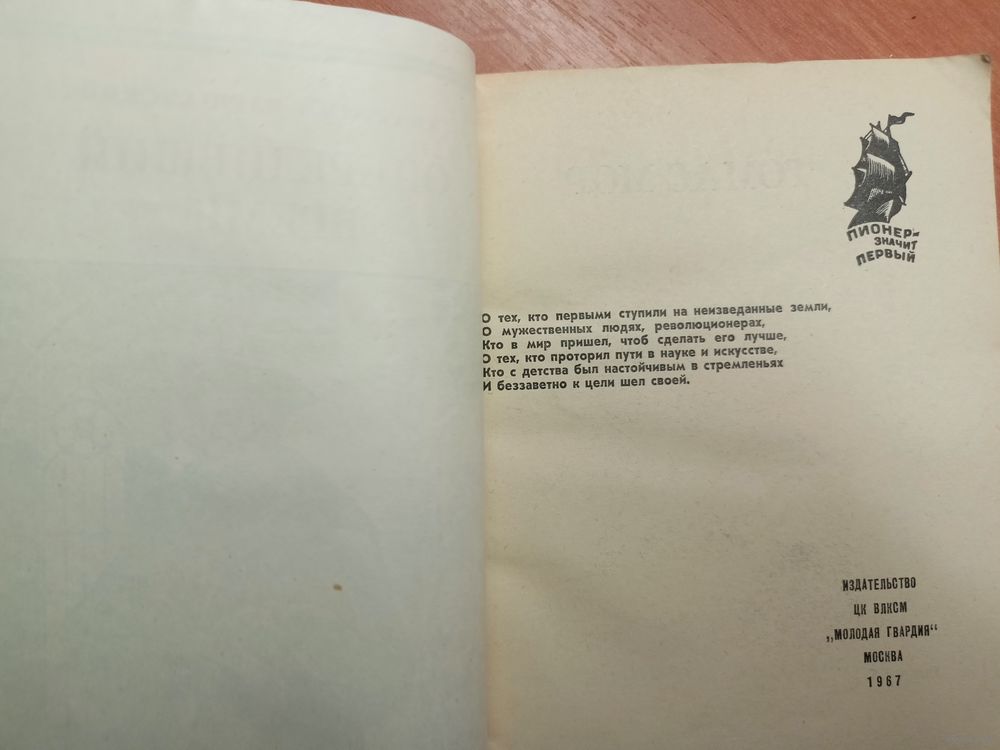 ПИОНЕР-
ЗНАЧИТ
ПЕРВЫЙ
О тех, кто первыми ступили на неизведанные земли,
О мужественных людях, революционерах,
Кто в мир пришел, чтоб сделать его лучше,
О тех, кто проторил пути в науке и искусстве,
Кто с детства был настойчивым в стремленьях
И беззаветно к цели шел своей.
ИЗДАТЕЛЬСТВО
ЦК ВЛКСМ
„МОЛОДАЯ ГВАРДИЯ“
МОСКВА
1967